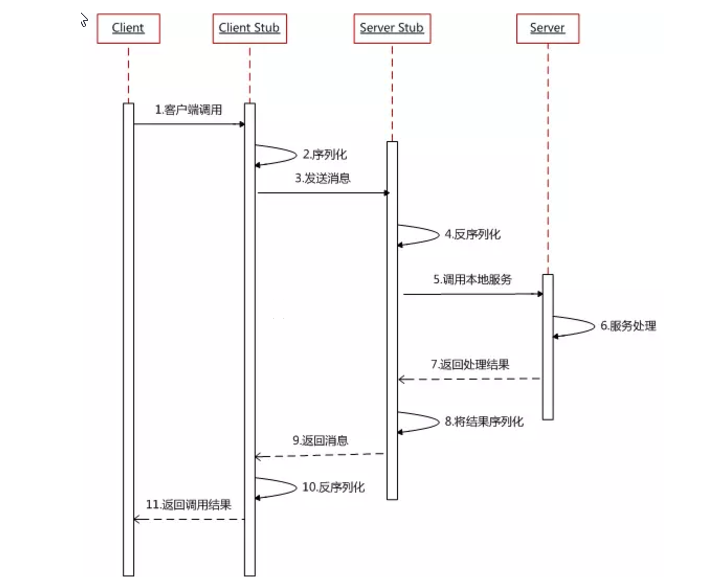 Client
Client Stub
Server Stub
Server
1.客户端调用
2.序列化
3.发送消息
4.反序列化
5.调用本地服务
6.服务处理
7.返回处理结果
8.将结果序列化
9.返回消息
10.反序列化
11.返回调用结果